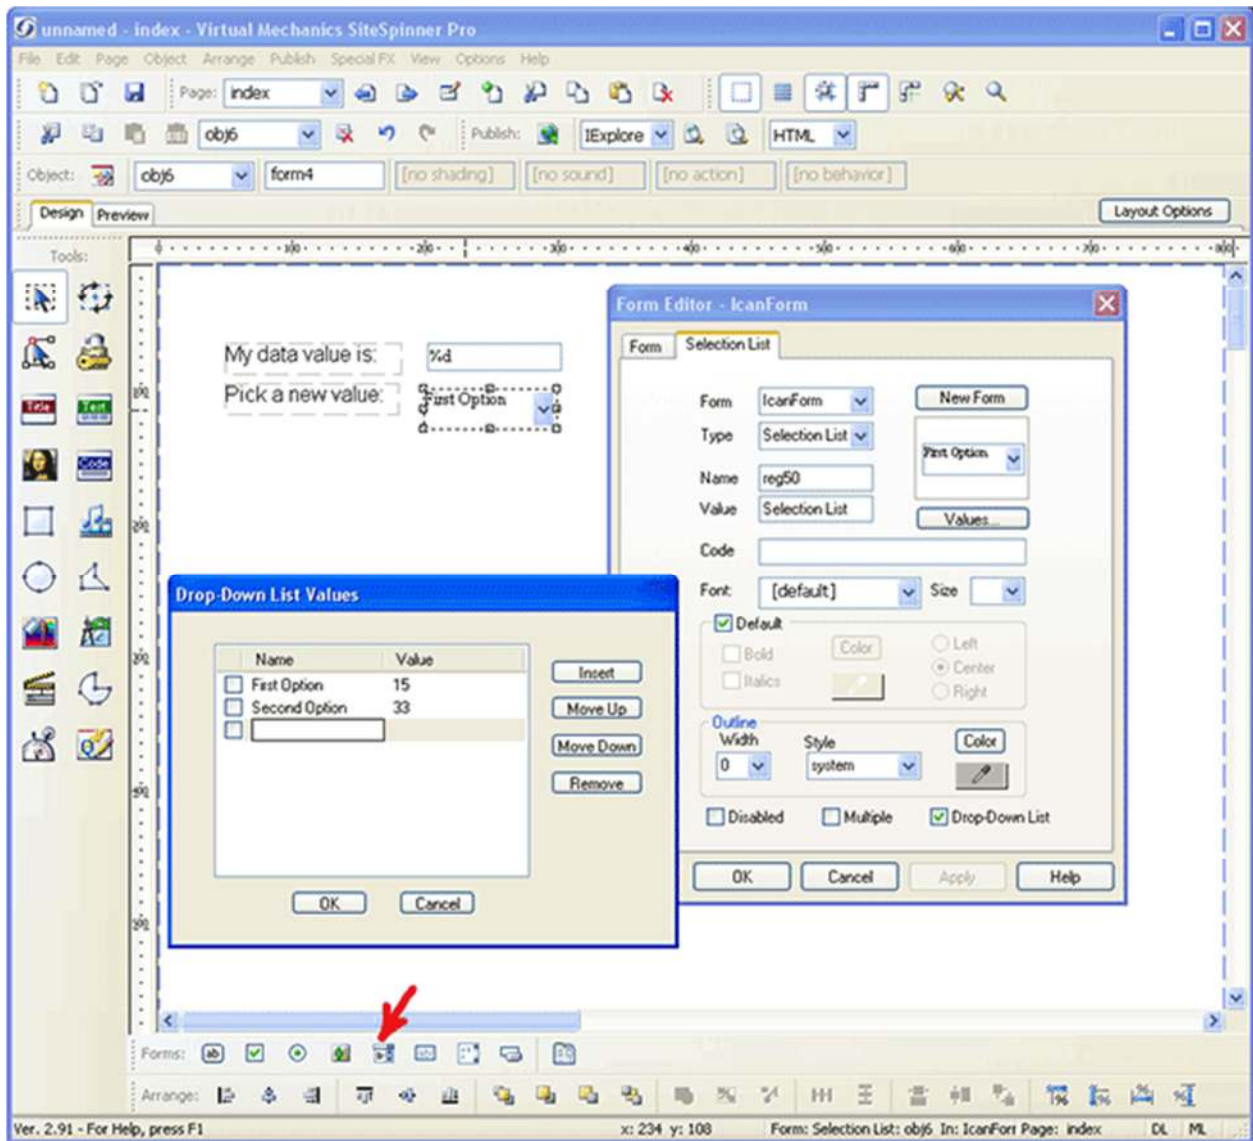 unnamed - index - Virtual Mechanics SiteSpinner Pro
File Edit Page Object Arrange Publish Special FX View Options Help
Page: index
obj6 Publish: IExplore HTML
Object: obj6 form4 [no shading] [no sound] [no action] [no behavior]
Design Preview Layout Options
Tools:
My data value is: %d
Pick a new value: First Option
Title Text
Code
Form Editor - IcanForm
Form Selection List
Form IcanForm New Form
Type Selection List
First Option
Name reg50
Value Selection List Values...
Code
Font: [default] Size
Default
Bold Color Left
Italics Center
Right
Outline
Width Style Color
0 system
Disabled Multiple Drop-Down List
OK Cancel Apply Help
Drop-Down List Values
Name Value
First Option 15
Second Option 33
Insert
Move Up
Move Down
Remove
OK Cancel
Forms:
Arrange:
Ver. 2.91 - For Help, press F1 x: 234 y: 108 Form: Selection List: obj6 In: IcanForr Page: index DL ML